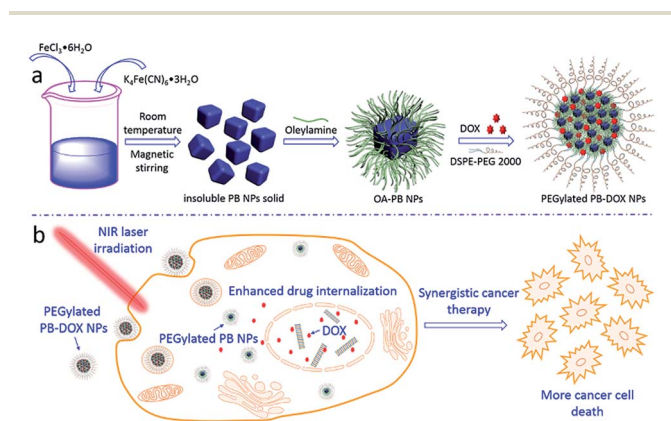 FeCl3•6H2O
a
K4Fe(CN)6•3H2O
Room
temperature
Magnetic
stirring
insoluble PB NPs solid
Oleylamine
OA-PB NPs
DOX
DSPE-PEG 2000
PEGylated PB-DOX NPs
b
NIR laser
irradiation
PEGylated
PB-DOX NPs
Enhanced drug internalization
PEGylated PB NPs
DOX
Synergistic cancer
therapy
More cancer cell
death